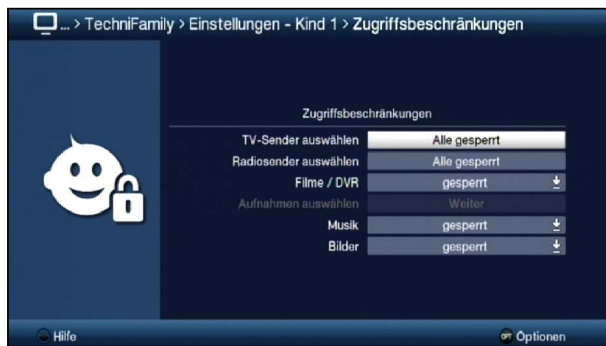 ... > TechniFamily > Einstellungen - Kind 1 > Zugriffsbeschränkungen
Zugriffsbeschränkungen
TV-Sender auswählen Alle gesperrt
Radiosender auswählen Alle gesperrt
Filme / DVR gesperrt
Aufnahmen auswählen Weiter
Musik gesperrt
Bilder gesperrt
Hilfe OPT Optionen